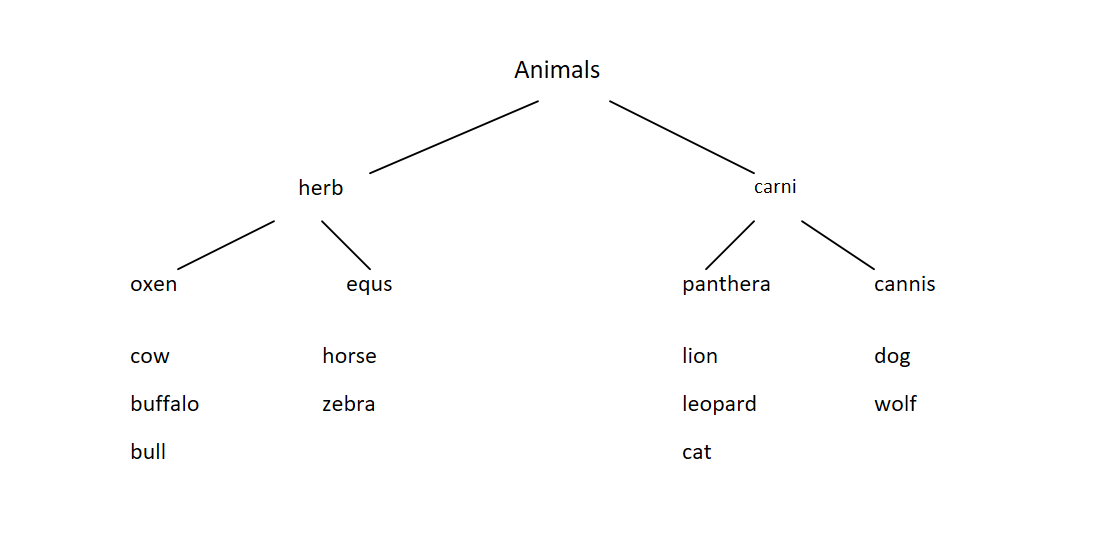 Animals
herb carni
oxen equs panthera cannis
cow horse lion dog
buffalo zebra leopard wolf
bull cat